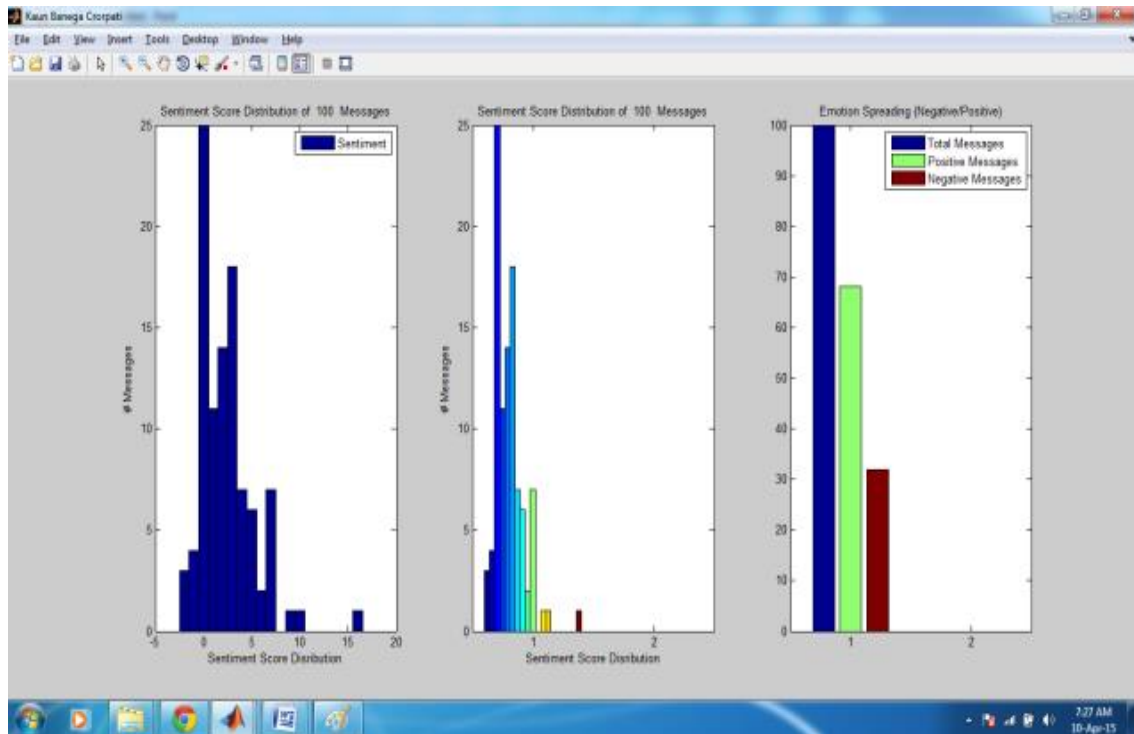 Kaun Banega Crorpati
File Edit View Insert Tools Desktop Window Help
Sentiment Score Distribution of 100 Messages
25
20
15
10
5
0
# Messages
-5 0 5 10 15 20
Sentiment Score Disribution
Sentiment
Sentiment Score Distribution of 100 Messages
25
20
15
10
5
0
# Messages
1 2
Sentiment Score Disribution
Emotion Spreading (Negative/Positive)
100
90
80
70
60
50
40
30
20
10
0
1 2
Total Messages
Positive Messages
Negative Messages
7:27 AM
10-Apr-15